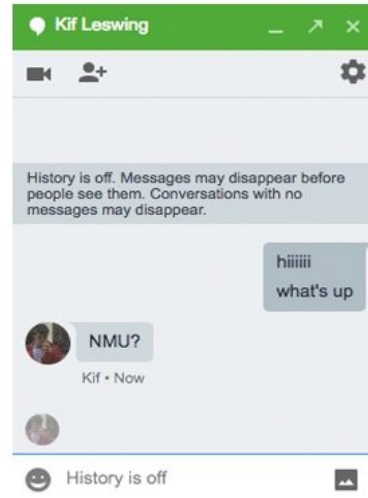 Kif Leswing
History is off. Messages may disappear before
people see them. Conversations with no
messages may disappear.
hiiiiii
what's up
NMU?
Kif • Now
History is off